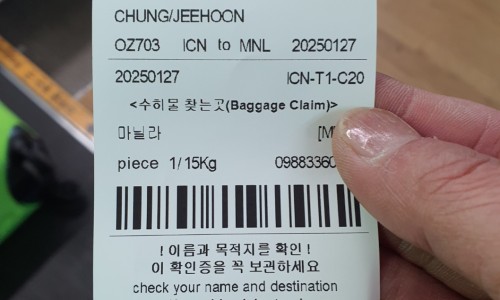 CHUNG/JEEHOON
OZ703 ICN to MNL 20250127
20250127 ICN-T1-C20
<수하물 찾는곳(Baggage Claim)>
마닐라
piece 1/15Kg
! 이름과 목적지를 확인 !
이 확인증을 꼭 보관하세요
check your name and destination